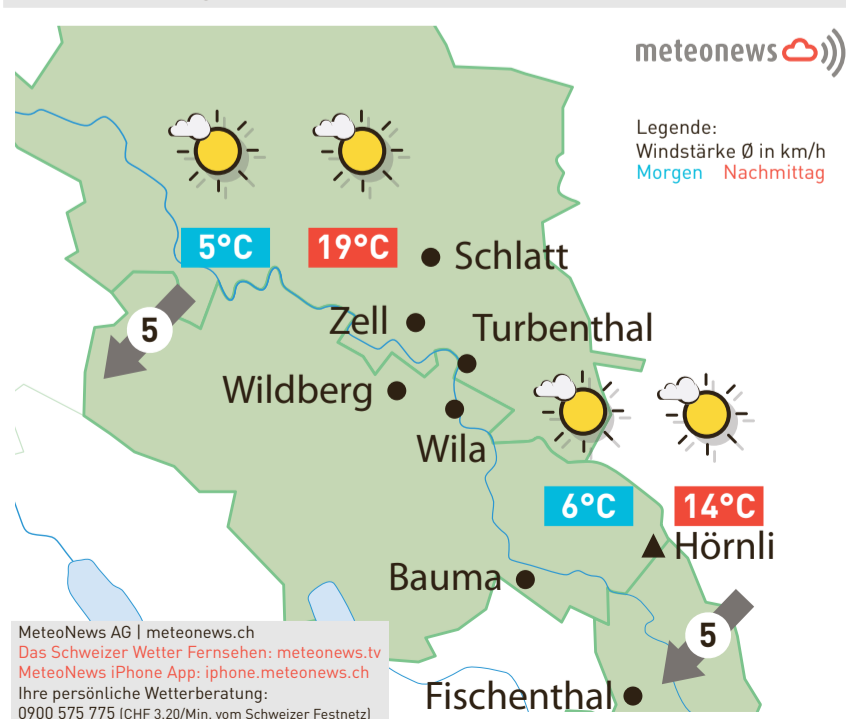 meteonews
Legende:
Windstärke Ø in km/h
Morgen Nachmittag
5°C 19°C
Schlatt
5
Zell
Turbenthal
Wildberg
Wila
6°C 14°C
Hörnli
Bauma
5
Fischenthal
MeteoNews AG | meteonews.ch
Das Schweizer Wetter Fernsehen: meteonews.tv
MeteoNews iPhone App: iphone.meteonews.ch
Ihre persönliche Wetterberatung:
0900 575 775 (CHF 3.20/Min. vom Schweizer Festnetz)